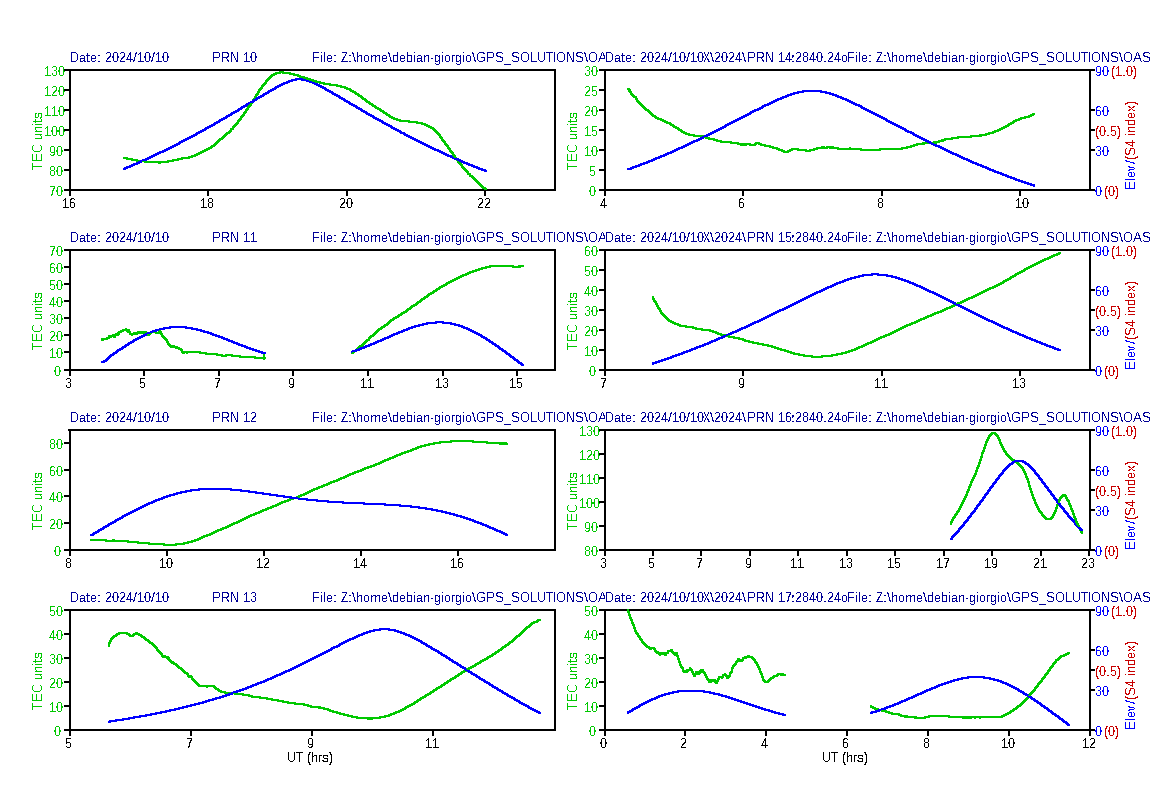 Date: 2024/10/10 PRN 10 File: Z:\home\debian-giorgio\GPS_SOLUTIONS\OA
Date: 2024/10/10X\2024\PRN 14:2840.24oFile: Z:\home\debian-giorgio\GPS_SOLUTIONS\OAS
130 120 110 100 90 80 70
TEC units
16 18 20 22
30 25 20 15 10 5 0
TEC units
4 6 8 10
90 (1.0) 60 (0.5) 30 0 (0)
Elev/(S4 index)
Date: 2024/10/10 PRN 11 File: Z:\home\debian-giorgio\GPS_SOLUTIONS\OA
Date: 2024/10/10X\2024\PRN 15:2840.24oFile: Z:\home\debian-giorgio\GPS_SOLUTIONS\OAS
70 60 50 40 30 20 10 0
TEC units
3 5 7 9 11 13 15
60 50 40 30 20 10 0
TEC units
7 9 11 13
90 (1.0) 60 (0.5) 30 0 (0)
Elev/(S4 index)
Date: 2024/10/10 PRN 12 File: Z:\home\debian-giorgio\GPS_SOLUTIONS\OA
Date: 2024/10/10X\2024\PRN 16:2840.24oFile: Z:\home\debian-giorgio\GPS_SOLUTIONS\OAS
80 60 40 20 0
TEC units
8 10 12 14 16
130 120 110 100 90 80
TEC units
3 5 7 9 11 13 15 17 19 21 23
90 (1.0) 60 (0.5) 30 0 (0)
Elev/(S4 index)
Date: 2024/10/10 PRN 13 File: Z:\home\debian-giorgio\GPS_SOLUTIONS\OA
Date: 2024/10/10X\2024\PRN 17:2840.24oFile: Z:\home\debian-giorgio\GPS_SOLUTIONS\OAS
50 40 30 20 10 0
TEC units
5 7 9 11
UT (hrs)
50 40 30 20 10 0
TEC units
0 2 4 6 8 10 12
UT (hrs)
90 (1.0) 60 (0.5) 30 0 (0)
Elev/(S4 index)